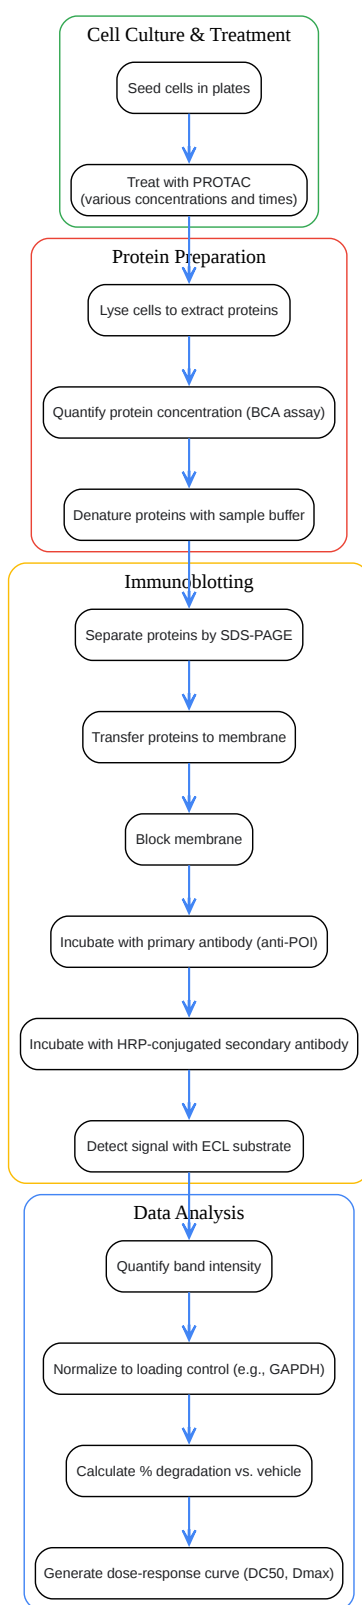 Cell Culture & Treatment
Seed cells in plates
Treat with PROTAC
(various concentrations and times)
Protein Preparation
Lyse cells to extract proteins
Quantify protein concentration (BCA assay)
Denature proteins with sample buffer
Immunoblotting
Separate proteins by SDS-PAGE
Transfer proteins to membrane
Block membrane
Incubate with primary antibody (anti-POI)
Incubate with HRP-conjugated secondary antibody
Detect signal with ECL substrate
Data Analysis
Quantify band intensity
Normalize to loading control (e.g., GAPDH)
Calculate % degradation vs. vehicle
Generate dose-response curve (DC50, Dmax)